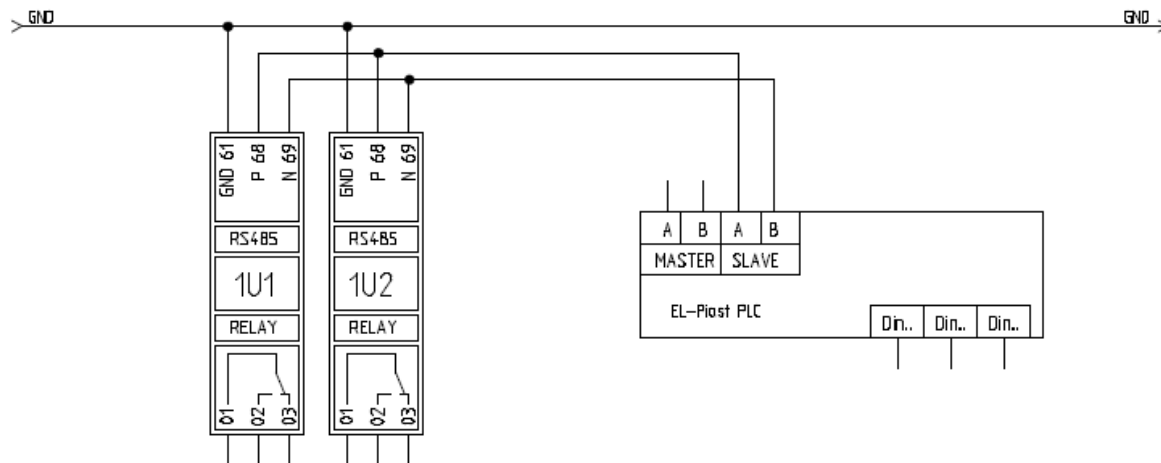 GND GND
GND 61 P 68 N 69 GND 61 P 68 N 69
RS485 RS485
1U1 1U2
RELAY RELAY
01 02 03 01 02 03
A B A B
MASTER SLAVE
EL-Piast PLC
Din.. Din.. Din..